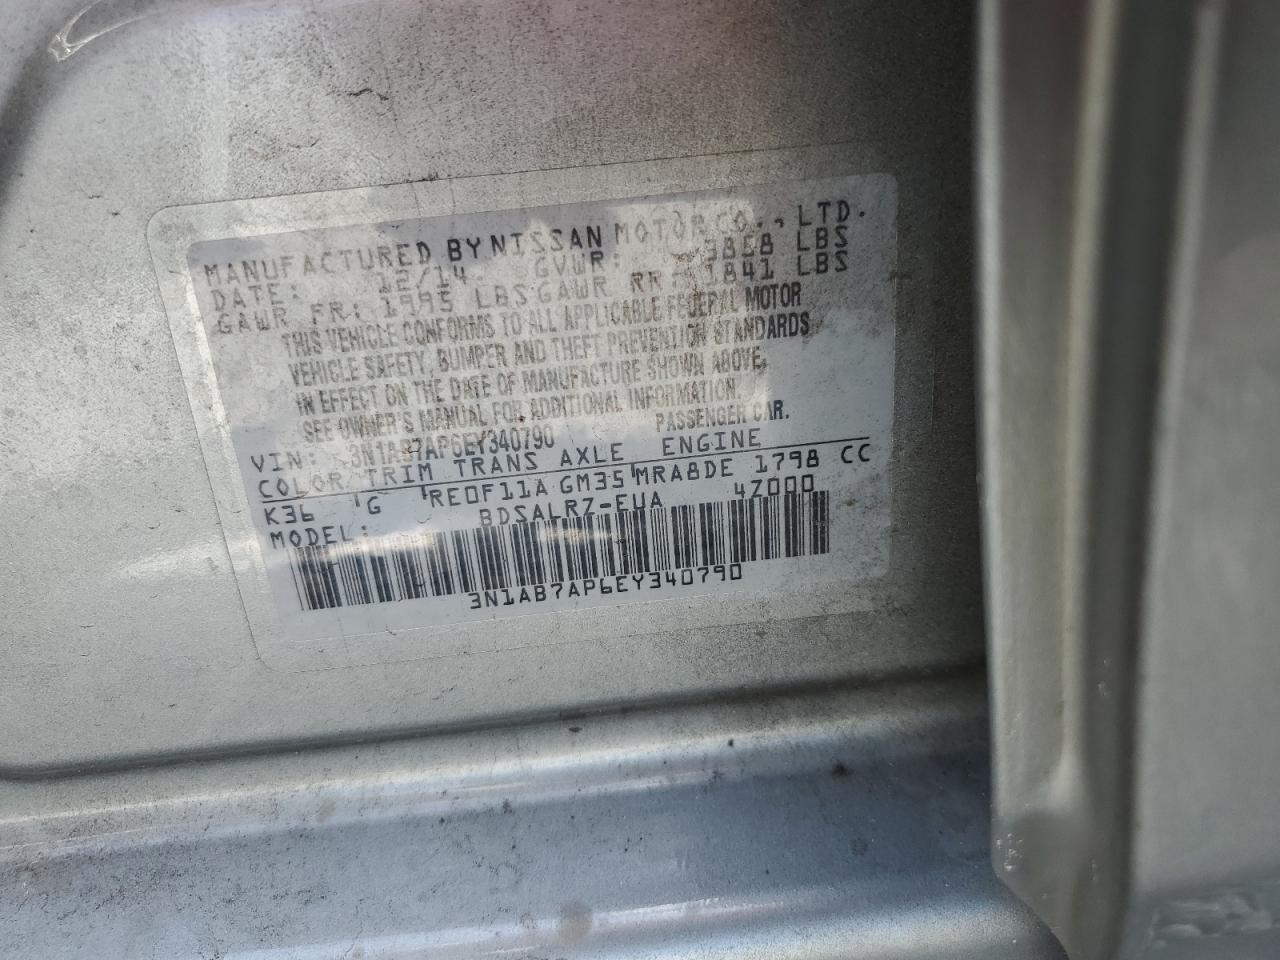 MANUFACTURED BY NISSAN MOTOR CO., LTD.
DATE: 12/14 GVWR: 3858 LBS
GAWR FR: 1995 LBS GAWR RR: 1841 LBS
THIS VEHICLE CONFORMS TO ALL APPLICABLE FEDERAL MOTOR
VEHICLE SAFETY, BUMPER AND THEFT PREVENTION STANDARDS
IN EFFECT ON THE DATE OF MANUFACTURE SHOWN ABOVE.
SEE OWNER'S MANUAL FOR ADDITIONAL INFORMATION.
VIN: 3N1AB7AP6EY340790 PASSENGER CAR.
COLOR/TRIM TRANS AXLE ENGINE
K36 G RE0F11A GM35 MRA8DE 1798 CC
MODEL: BDSALRZ-EUA 4Z000
3N1AB7AP6EY340790